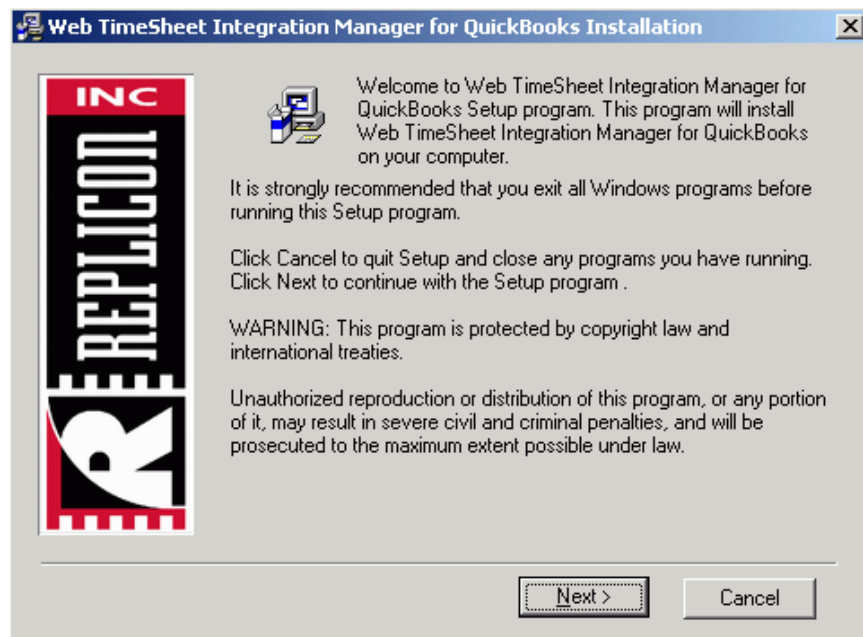 Web TimeSheet Integration Manager for QuickBooks Installation
INC
REPLICON
R
Welcome to Web TimeSheet Integration Manager for
QuickBooks Setup program. This program will install
Web TimeSheet Integration Manager for QuickBooks
on your computer.
It is strongly recommended that you exit all Windows programs before
running this Setup program.
Click Cancel to quit Setup and close any programs you have running.
Click Next to continue with the Setup program .
WARNING: This program is protected by copyright law and
international treaties.
Unauthorized reproduction or distribution of this program, or any portion
of it, may result in severe civil and criminal penalties, and will be
prosecuted to the maximum extent possible under law.
Next >
Cancel